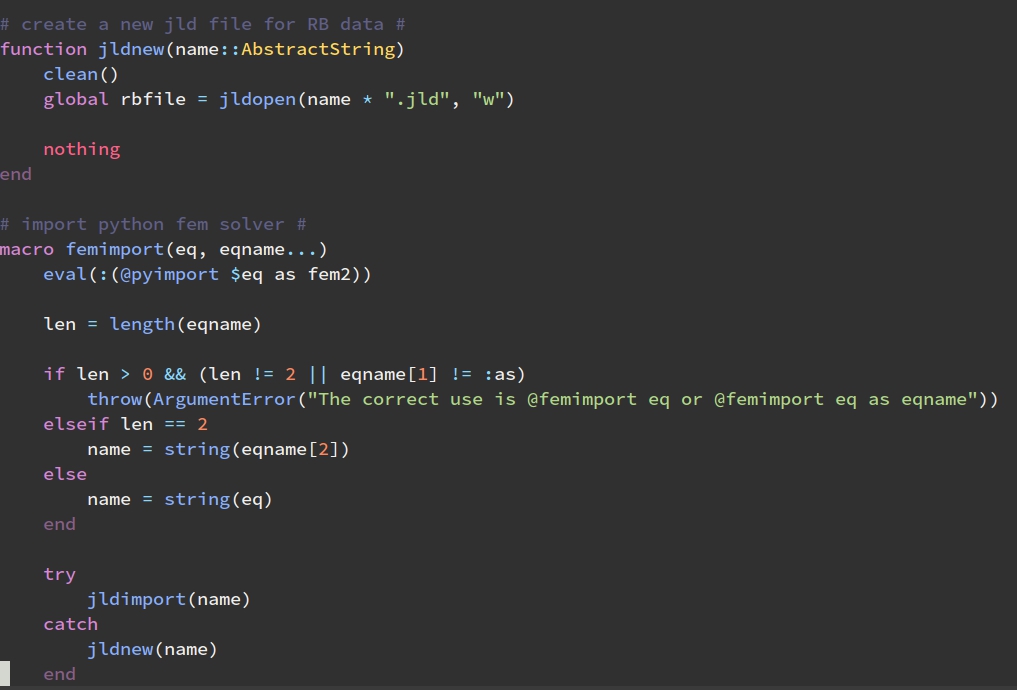 # create a new jld file for RB data #
function jldnew(name::AbstractString)
    clean()
    global rbfile = jldopen(name * ".jld", "w")

    nothing
end

# import python fem solver #
macro femimport(eq, eqname...)
    eval(:(@pyimport $eq as fem2))

    len = length(eqname)

    if len > 0 && (len != 2 || eqname[1] != :as)
        throw(ArgumentError("The correct use is @femimport eq or @femimport eq as eqname"))
    elseif len == 2
        name = string(eqname[2])
    else
        name = string(eq)
    end

    try
        jldimport(name)
    catch
        jldnew(name)
    end